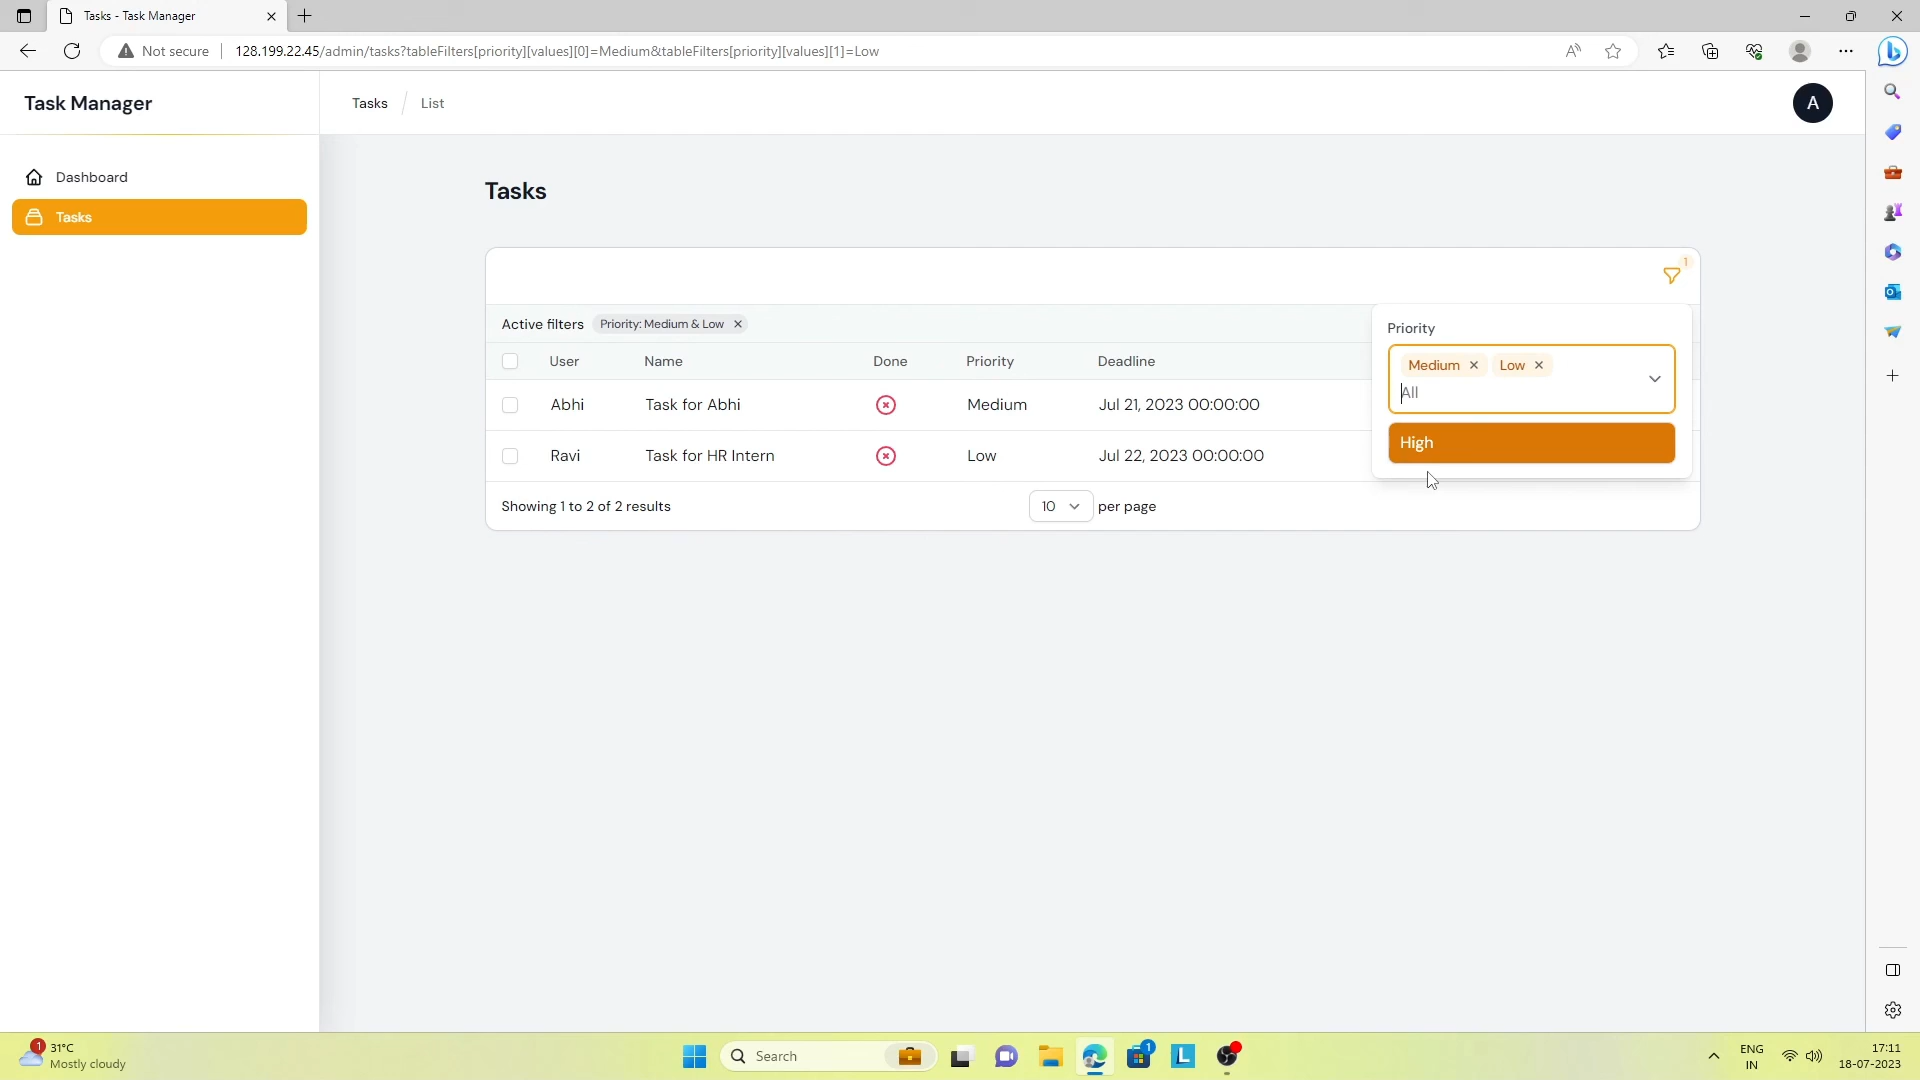 Tasks - Task Manager
Not secure
128.199.22.45/admin/tasks?tableFilters[priority][values][0]=Medium&tableFilters[priority][values][1]=Low
Task Manager
Tasks / List
A
Dashboard
Tasks
Tasks
1
Active filters Priority: Medium & Low
Priority
Medium Low
All
High
User Name Done Priority Deadline
Abhi Task for Abhi Medium Jul 21, 2023 00:00:00
Ravi Task for HR Intern Low Jul 22, 2023 00:00:00
Showing 1 to 2 of 2 results
10 per page
1
31°C
Mostly cloudy
Search
1
L
ENG
IN
17:11
18-07-2023